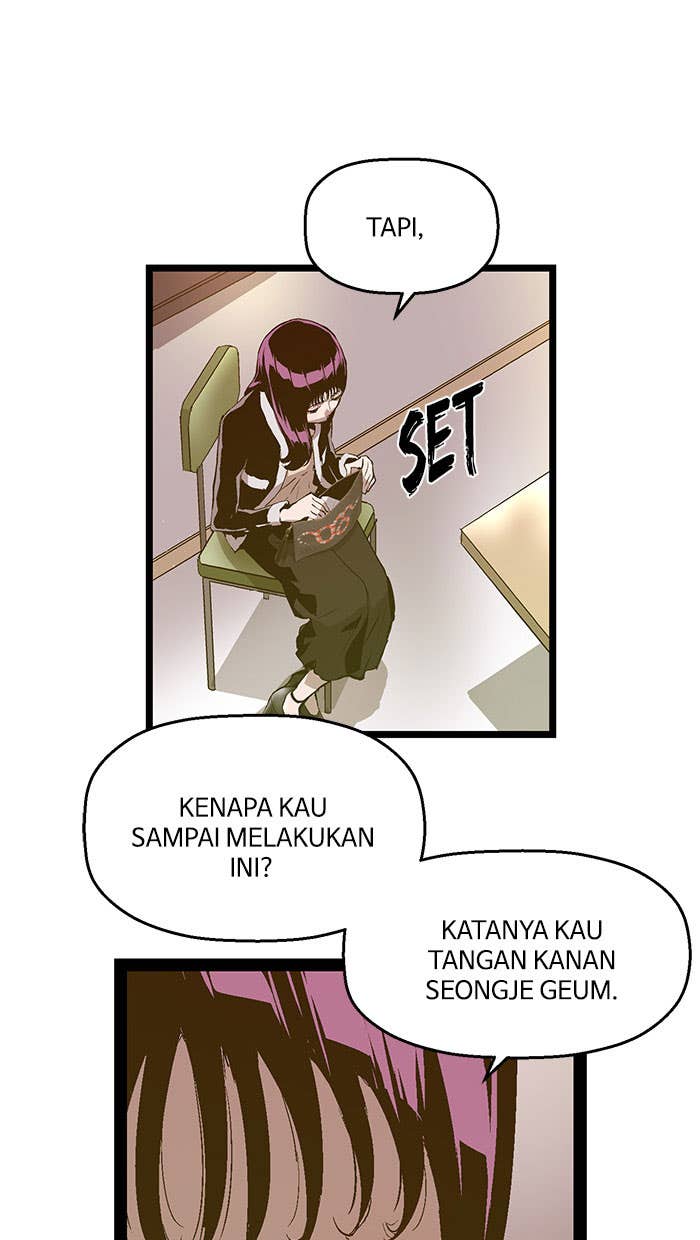 TAPI,
SET
KENAPA KAU
SAMPAI MELAKUKAN
INI?
KATANYA KAU
TANGAN KANAN
SEONGJE GEUM.